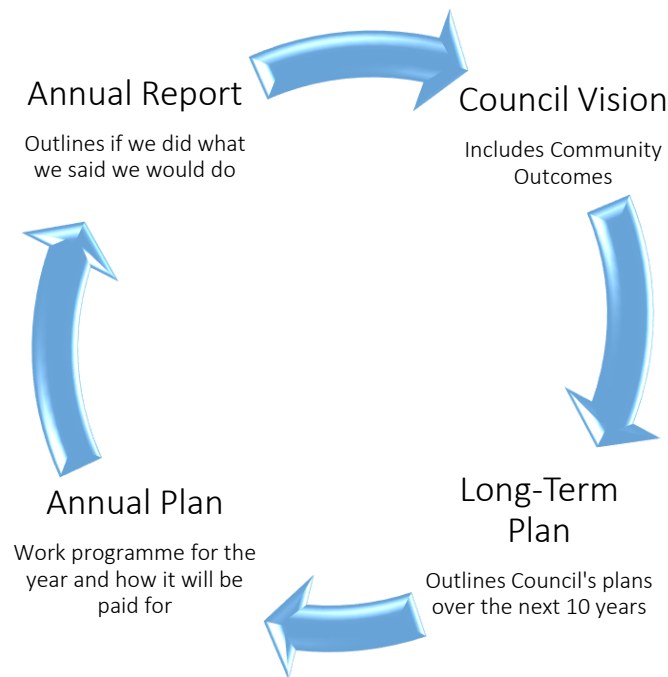 Annual Report
Outlines if we did what
we said we would do
Council Vision
Includes Community
Outcomes
Long-Term
Plan
Outlines Council's plans
over the next 10 years
Annual Plan
Work programme for the
year and how it will be
paid for